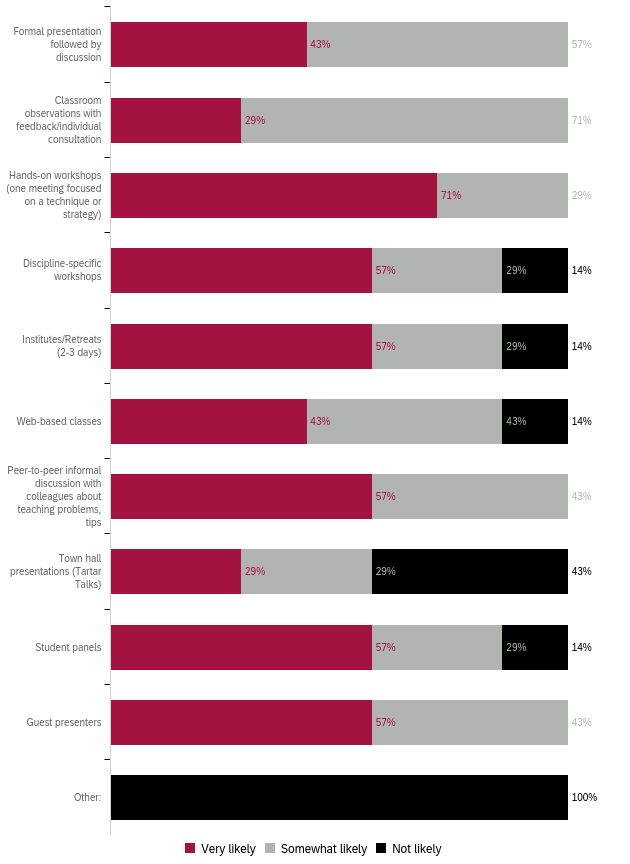 Formal presentation
followed by
discussion
43%
57%
Classroom
observations with
feedback/individual
consultation
29%
71%
Hands-on workshops
(one meeting focused
on a technique or
strategy)
71%
29%
Discipline-specific
workshops
57%
29%
14%
Institutes/Retreats
(2-3 days)
57%
29%
14%
Web-based classes
43%
43%
14%
Peer-to-peer informal
discussion with
colleagues about
teaching problems,
tips
57%
43%
Town hall
presentations (Tartar
Talks)
29%
29%
43%
Student panels
57%
29%
14%
Guest presenters
57%
43%
Other:
100%
Very likely Somewhat likely Not likely